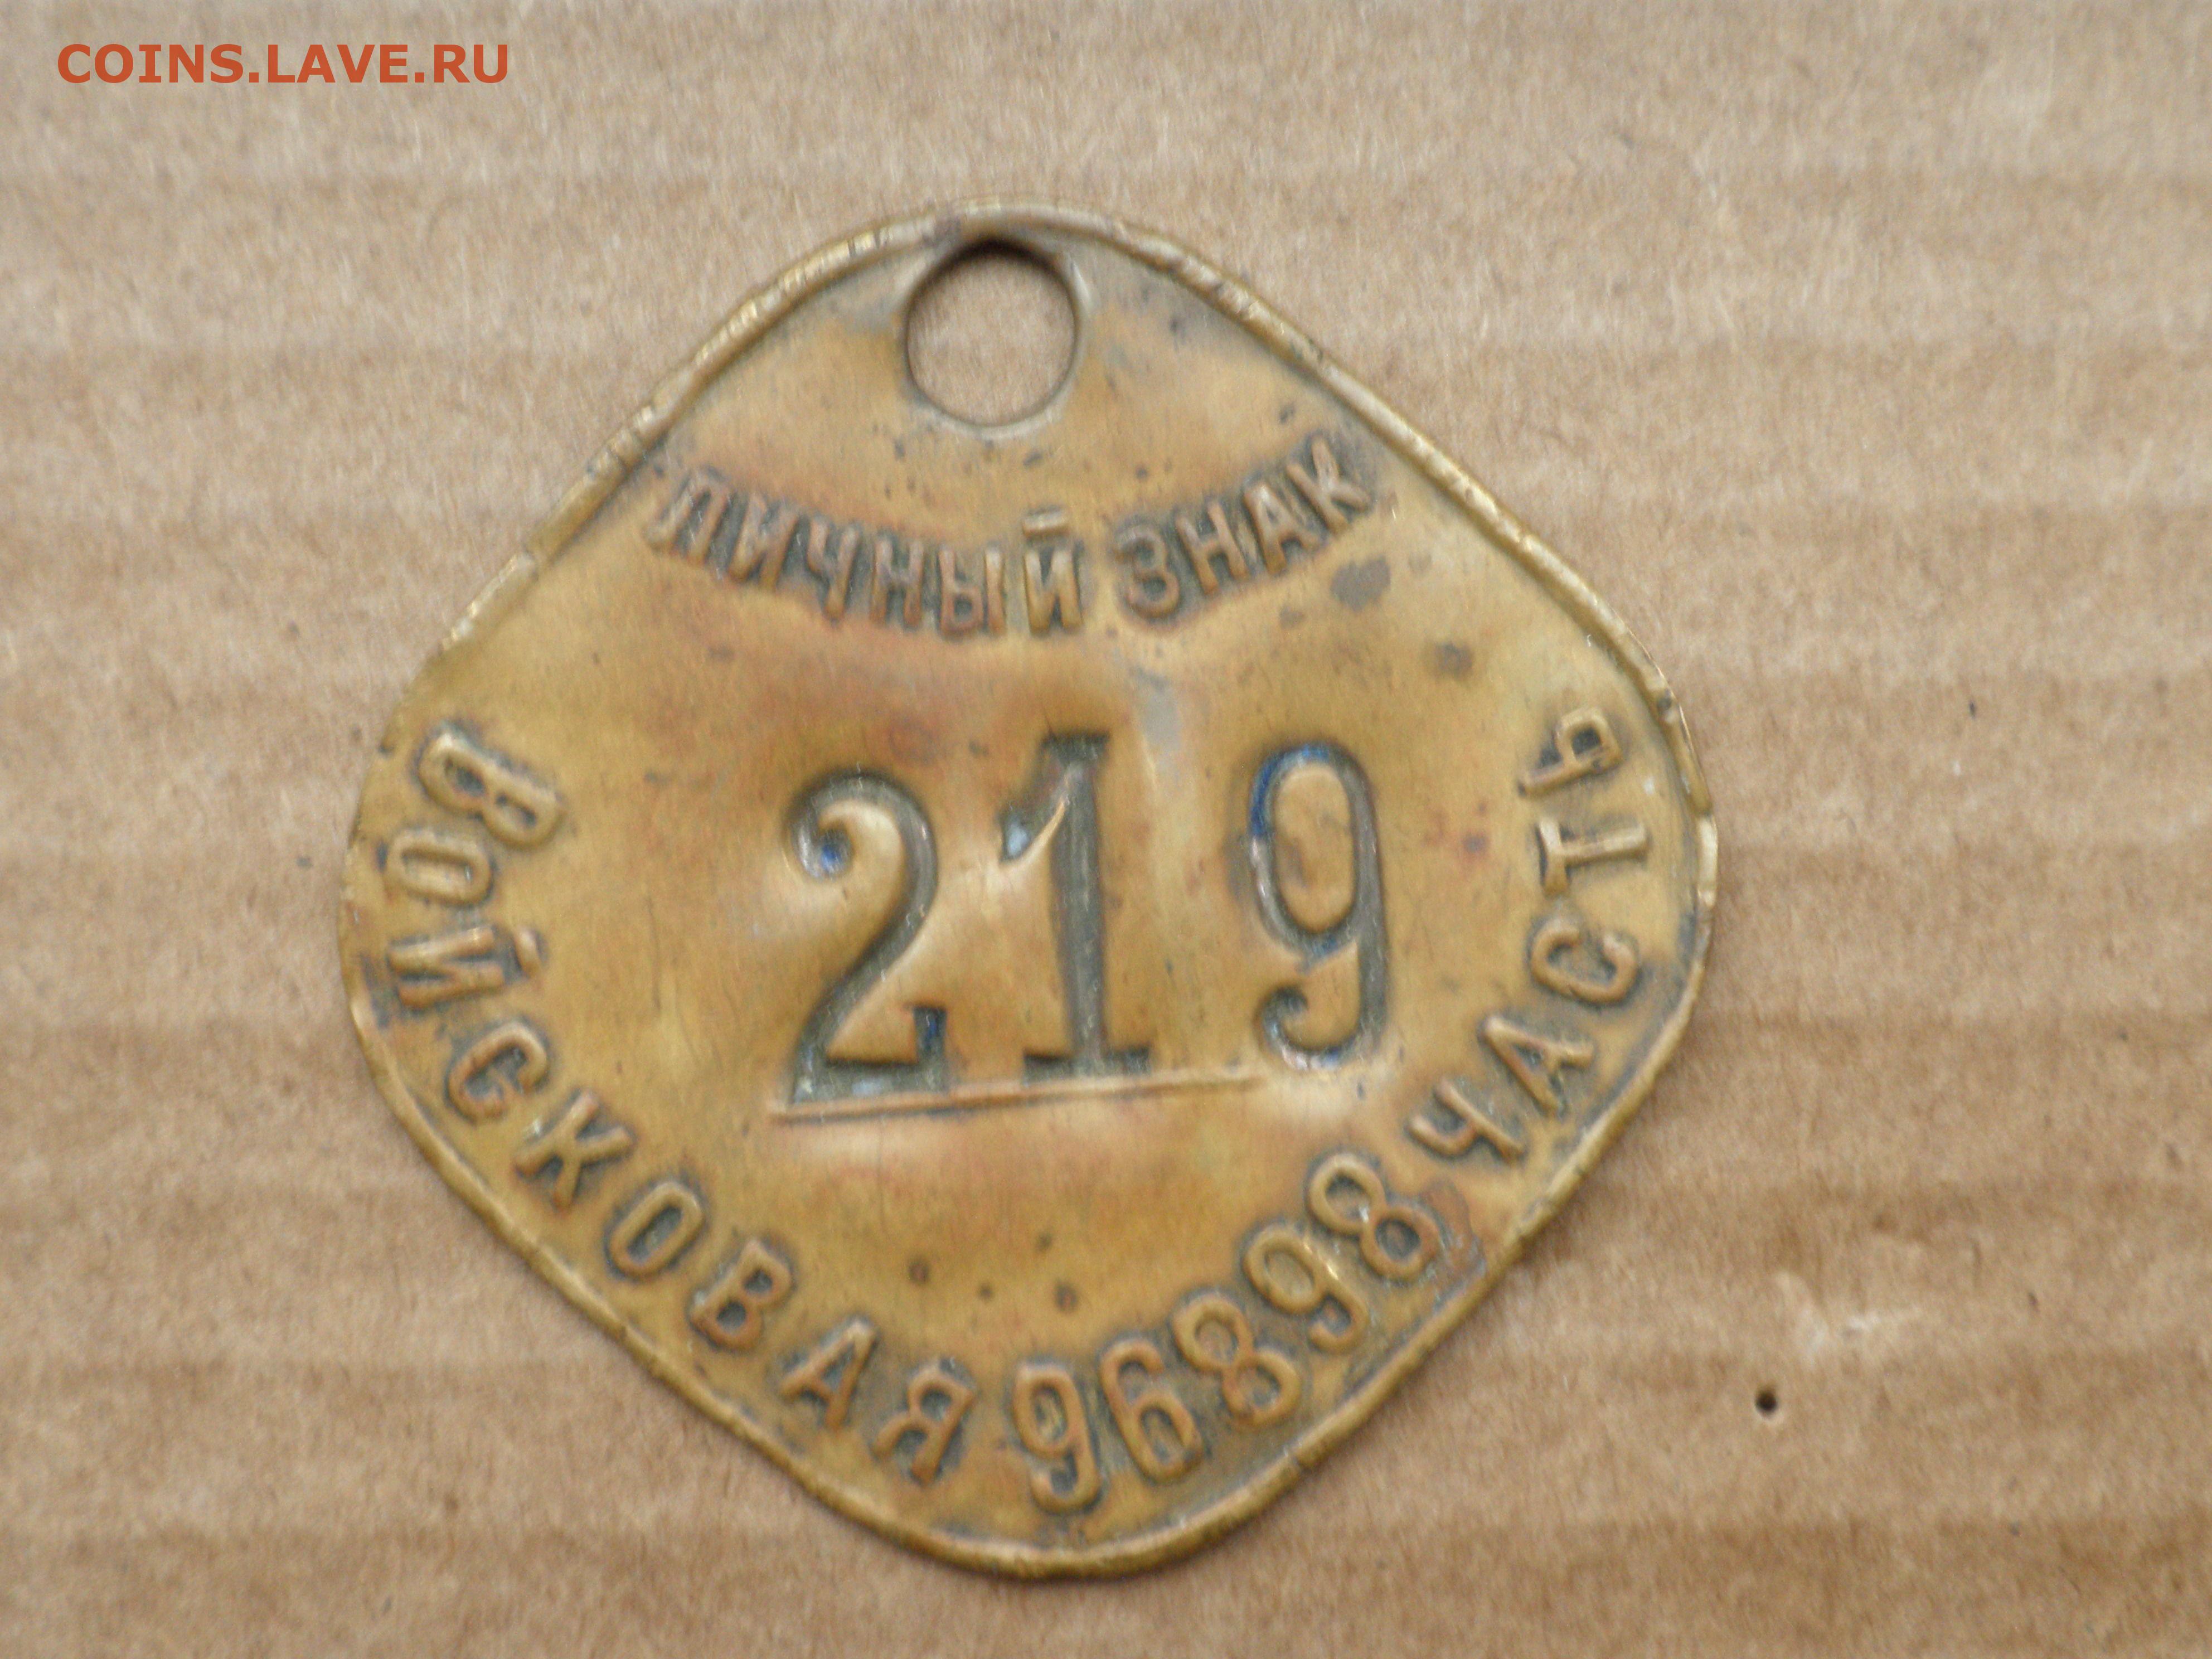 COINS.LAVE.RU
ЛИЧНЫЙ ЗНАК
219
ВОЙСКОВАЯ 96898 ЧАСТЬ